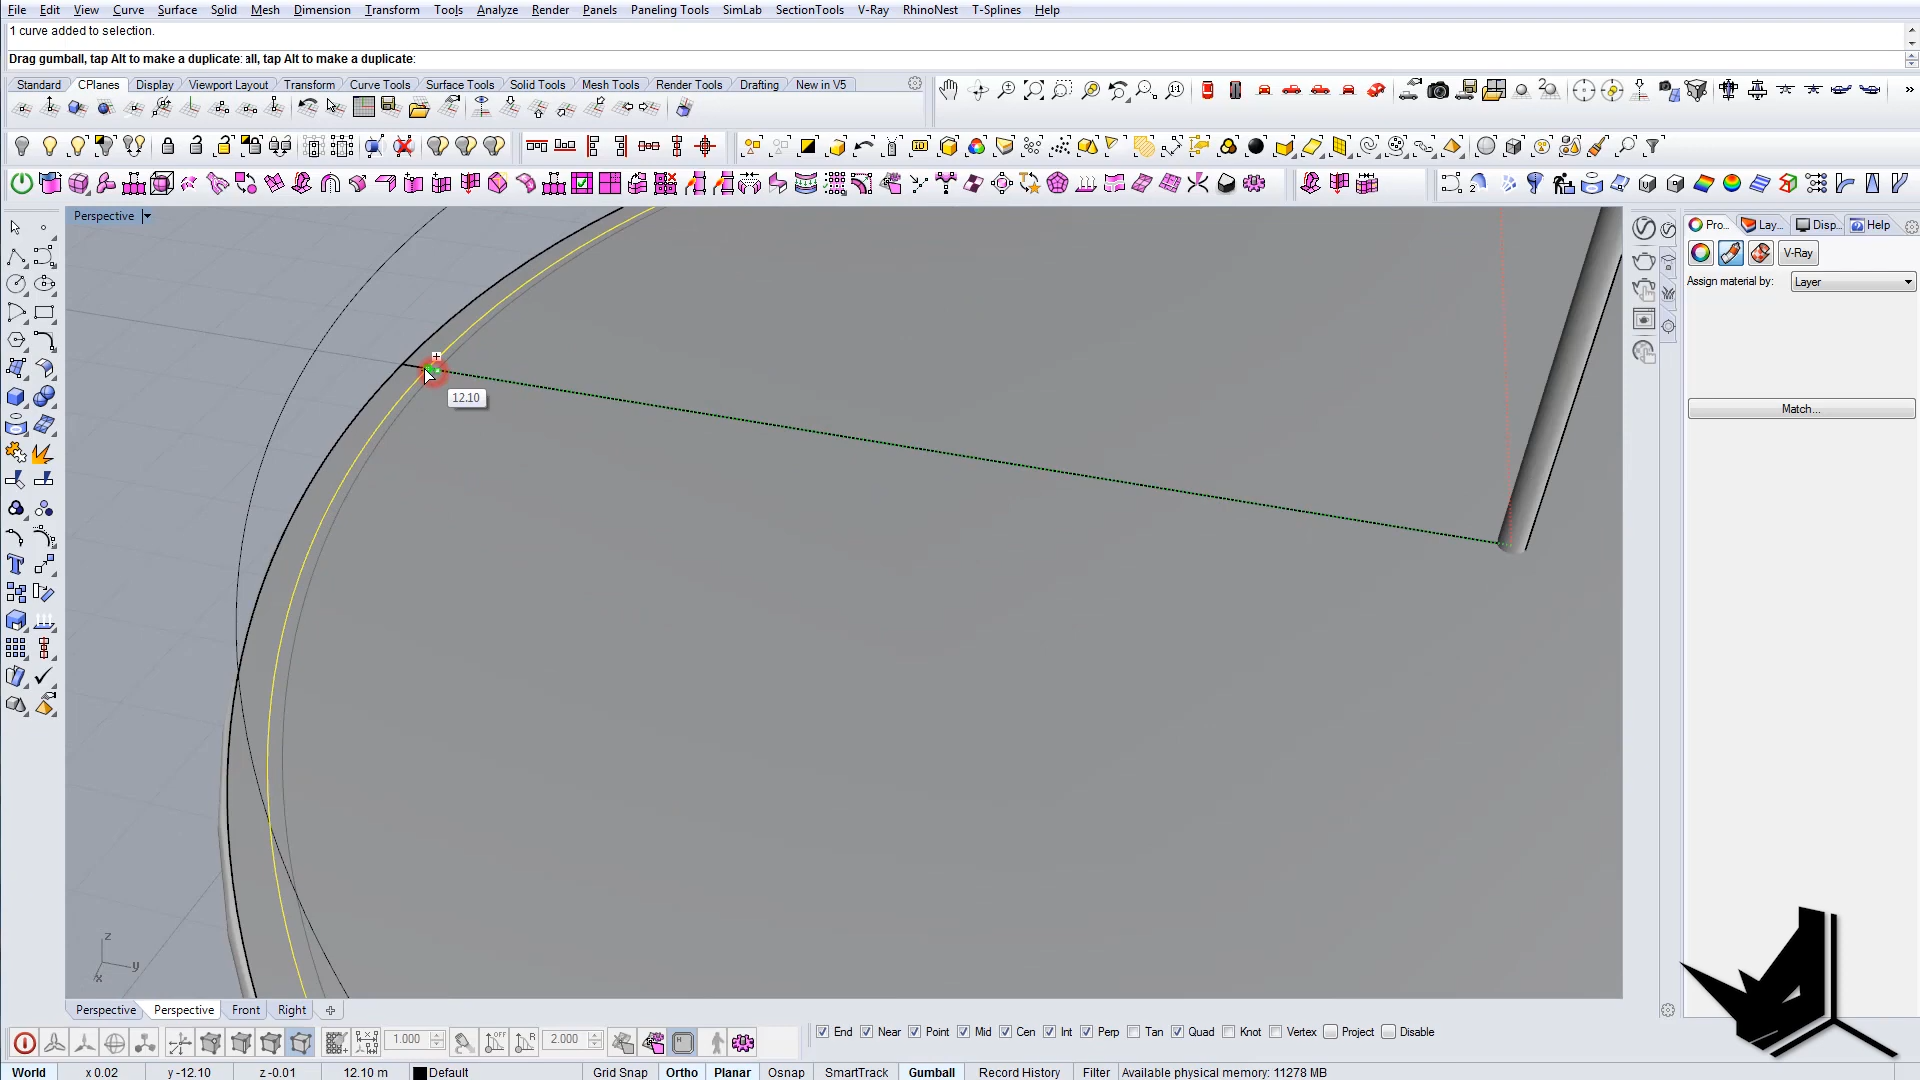 File Edit View Curve Surface Solid Mesh Dimension Transform Tools Analyze Render Panels Paneling Tools SimLab SectionTools V-Ray RhinoNest T-Splines Help
1 curve added to selection.
Drag gumball, tap Alt to make a duplicate: all, tap Alt to make a duplicate:
Standard CPlanes Display Viewport Layout Transform Curve Tools Surface Tools Solid Tools Mesh Tools Render Tools Drafting New in V5
Perspective
Pro... Lay... Disp... Help
V-Ray
Assign material by: Layer
Match...
12.10
z
y
x
Perspective Perspective Front Right
1.000 2.000
End Near Point Mid Cen Int Perp Tan Quad Knot Vertex Project Disable
World x 0.02 y -12.10 z -0.01 12.10 m Default Grid Snap Ortho Planar Osnap SmartTrack Gumball Record History Filter Available physical memory: 11278 MB